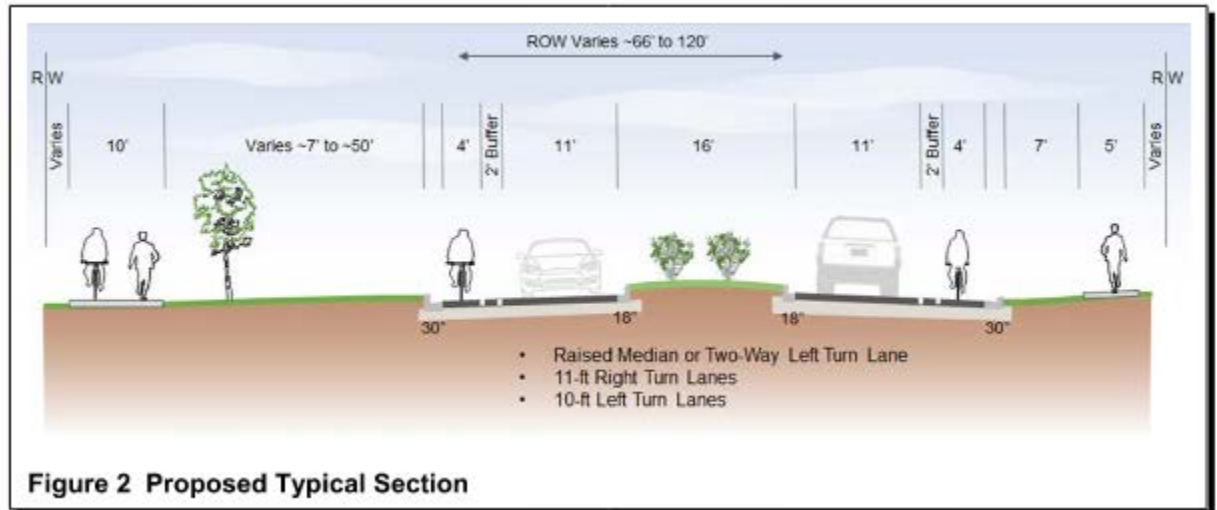 ROW Varies ~66' to 120'
R W
R W
Varies
10'
Varies ~7' to ~50'
4'
2' Buffer
11'
16'
11'
2' Buffer
4'
7'
5'
Varies
30"
18"
18"
30"
• Raised Median or Two-Way Left Turn Lane
• 11-ft Right Turn Lanes
• 10-ft Left Turn Lanes
Figure 2 Proposed Typical Section